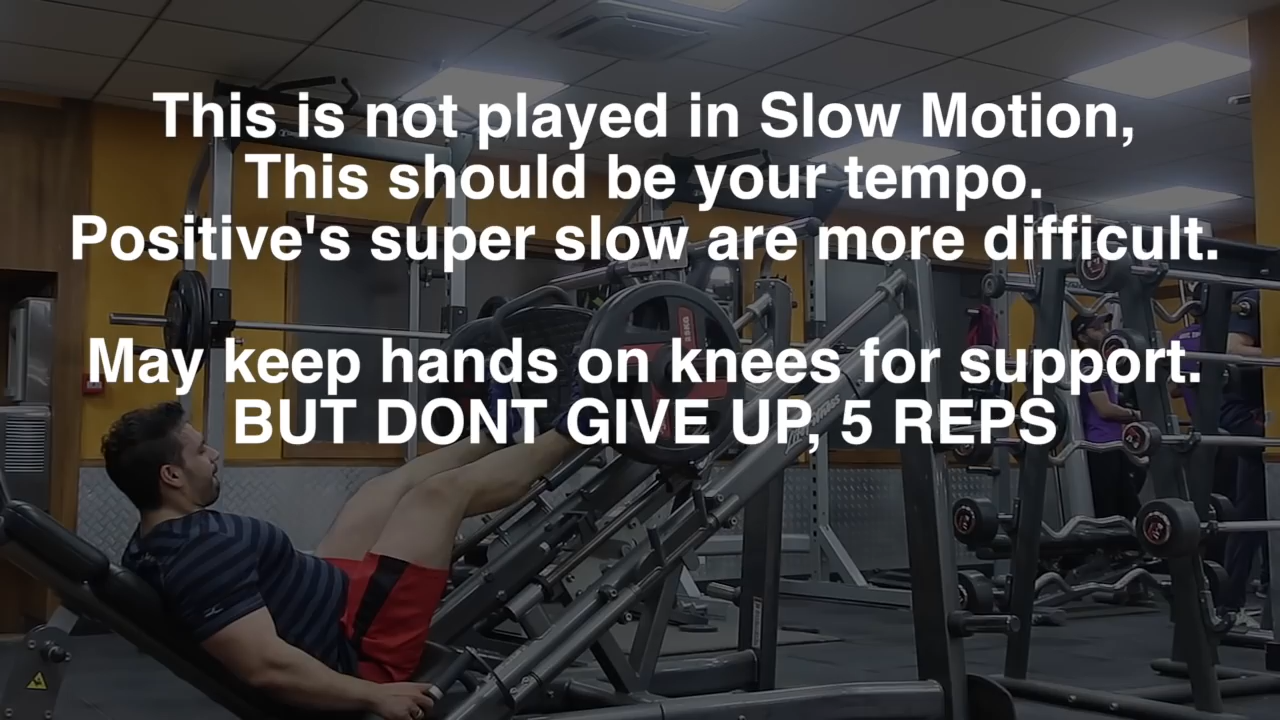 This is not played in Slow Motion,
This should be your tempo.
Positive's super slow are more difficult.
May keep hands on knees for support.
BUT DONT GIVE UP, 5 REPS
25KG